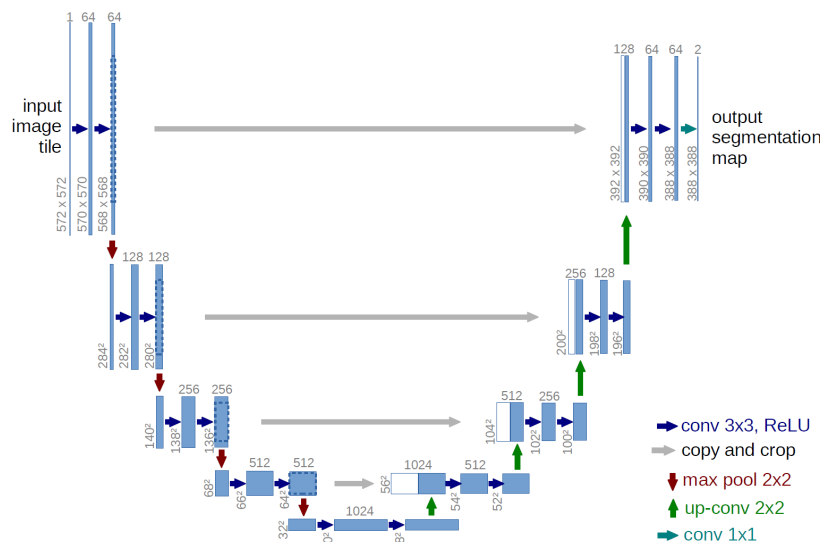 1 64 64
128 64 64 2
input
image
tile
output
segmentation
map
572 x 572
570 x 570
568 x 568
392 x 392
390 x 390
388 x 388
388 x 388
128 128
256 128
284²
282²
280²
200²
198²
196²
256 256
512 256
140²
138²
136²
104²
102²
100²
512 512
1024 512
68²
66²
64²
56²
54²
52²
1024
32²
conv 3x3, ReLU
copy and crop
max pool 2x2
up-conv 2x2
conv 1x1